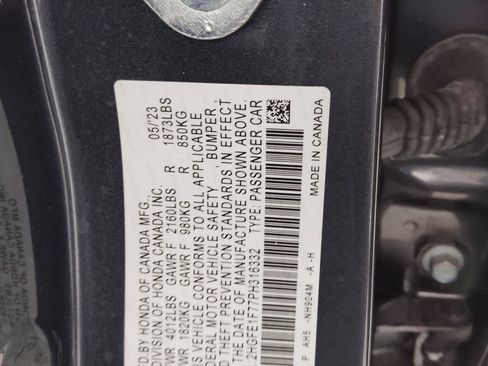 MFD BY HONDA OF CANADA MFG.,
A DIVISION OF HONDA CANADA INC. 05/23
GVWR 4012LBS GAWR F 2160LBS R 1873LBS
GVWR 1820KG GAWR F 980KG R 850KG
THIS VEHICLE CONFORMS TO ALL APPLICABLE
FEDERAL MOTOR VEHICLE SAFETY , BUMPER ,
AND THEFT PREVENTION STANDARDS IN EFFECT
ON THE DATE OF MANUFACTURE SHOWN ABOVE.
2HGFE1F77PH316332 TYPE: PASSENGER CAR
P AH5 -NH904M -A -H
MADE IN CANADA